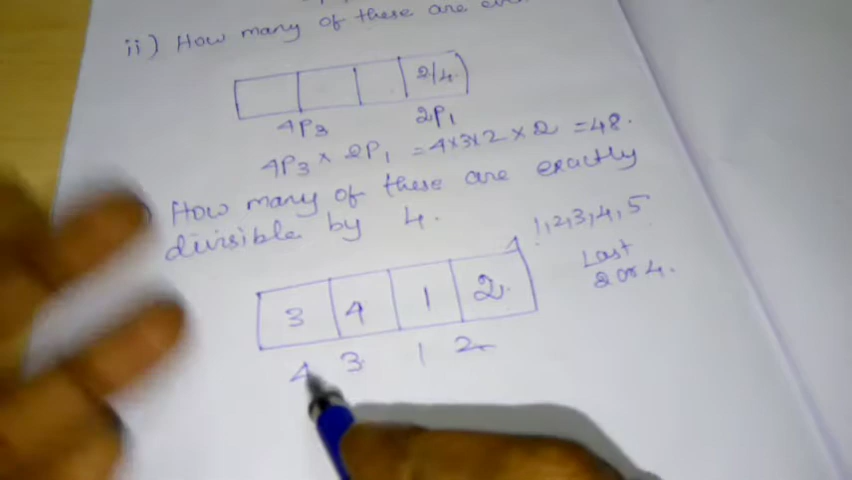 ii) How many of these are even
2/4
4P3 2P1
4P3 × 2P1 = 4×3×2 × 2 = 48.
) How many of these are exactly
divisible by 4.
1,2,3,4,5
Last
2 or 4.
3 4 1 2
4 3 1 2